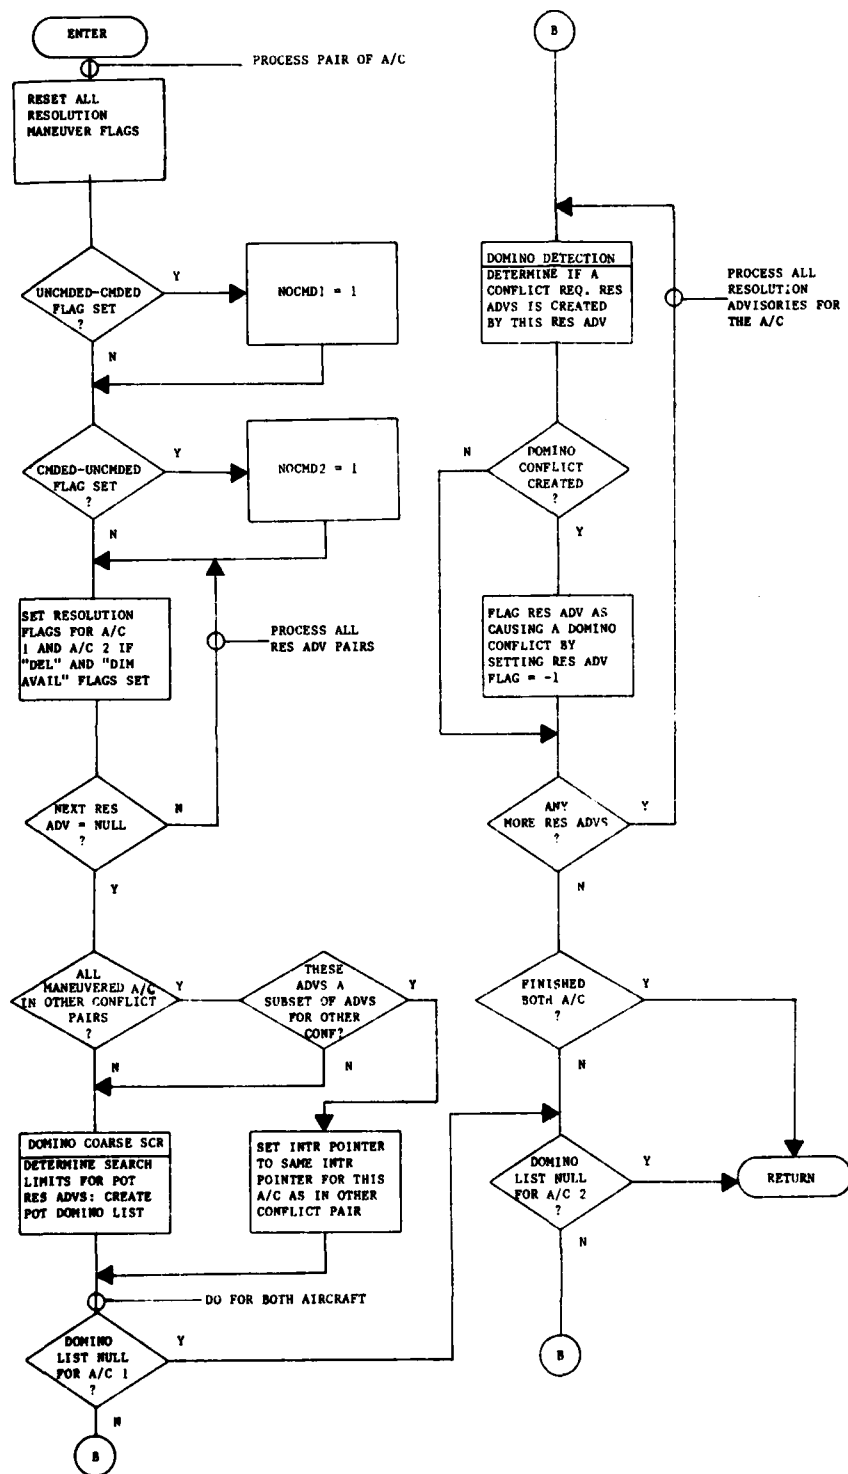 ENTER
PROCESS PAIR OF A/C
RESET ALL
RESOLUTION
MANEUVER FLAGS
UNCMDED-CMDED
FLAG SET
?
Y
N
NOCMD1 = 1
CMDED-UNCMDED
FLAG SET
?
Y
N
NOCMD2 = 1
SET RESOLUTION
FLAGS FOR A/C
1 AND A/C 2 IF
"DEL" AND "DIM
AVAIL" FLAGS SET
PROCESS ALL
RES ADV PAIRS
NEXT RES
ADV = NULL
?
N
Y
ALL
MANEUVERED A/C
IN OTHER CONFLICT
PAIRS
?
Y
N
THESE
ADVS A
SUBSET OF ADVS
FOR OTHER
CONF?
Y
N
DOMINO COARSE SCR
DETERMINE SEARCH
LIMITS FOR POT
RES ADVS: CREATE
POT DOMINO LIST
SET INTR POINTER
TO SAME INTR
POINTER FOR THIS
A/C AS IN OTHER
CONFLICT PAIR
DO FOR BOTH AIRCRAFT
DOMINO
LIST NULL
FOR A/C 1
?
Y
N
B
B
DOMINO DETECTION
DETERMINE IF A
CONFLICT REQ. RES
ADVS IS CREATED
BY THIS RES ADV
PROCESS ALL
RESOLUTION
ADVISORIES FOR
THE A/C
DOMINO
CONFLICT
CREATED
?
N
Y
FLAG RES ADV AS
CAUSING A DOMINO
CONFLICT BY
SETTING RES ADV
FLAG = -1
ANY
MORE RES ADVS
?
Y
N
FINISHED
BOTH A/C
?
Y
N
DOMINO
LIST NULL
FOR A/C 2
?
Y
N
RETURN
B